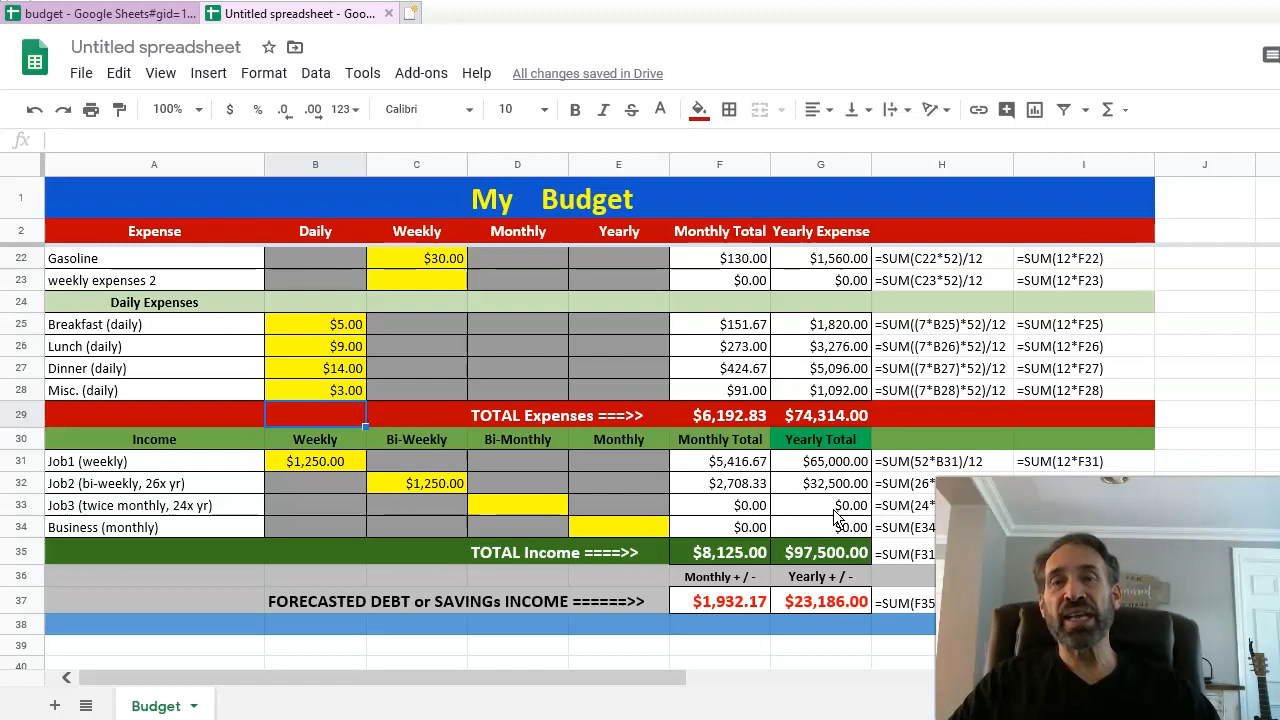 budget - Google Sheets#gid=1...
Untitled spreadsheet - Goo...
Untitled spreadsheet
File Edit View Insert Format Data Tools Add-ons Help All changes saved in Drive
100% $ % .0 .00 123 Calibri 10 B I S A Σ
fx
A B C D E F G H I J
1 My Budget
2 Expense Daily Weekly Monthly Yearly Monthly Total Yearly Expense
22 Gasoline $30.00 $130.00 $1,560.00 =SUM(C22*52)/12 =SUM(12*F22)
23 weekly expenses 2 $0.00 $0.00 =SUM(C23*52)/12 =SUM(12*F23)
24 Daily Expenses
25 Breakfast (daily) $5.00 $151.67 $1,820.00 =SUM((7*B25)*52)/12 =SUM(12*F25)
26 Lunch (daily) $9.00 $273.00 $3,276.00 =SUM((7*B26)*52)/12 =SUM(12*F26)
27 Dinner (daily) $14.00 $424.67 $5,096.00 =SUM((7*B27)*52)/12 =SUM(12*F27)
28 Misc. (daily) $3.00 $91.00 $1,092.00 =SUM((7*B28)*52)/12 =SUM(12*F28)
29 TOTAL Expenses ===>> $6,192.83 $74,314.00
30 Income Weekly Bi-Weekly Bi-Monthly Monthly Monthly Total Yearly Total
31 Job1 (weekly) $1,250.00 $5,416.67 $65,000.00 =SUM(52*B31)/12 =SUM(12*F31)
32 Job2 (bi-weekly, 26x yr) $1,250.00 $2,708.33 $32,500.00 =SUM(26*
33 Job3 (twice monthly, 24x yr) $0.00 $0.00 =SUM(24*
34 Business (monthly) $0.00 $0.00 =SUM(E34
35 TOTAL Income ====>> $8,125.00 $97,500.00 =SUM(F31
36 Monthly + / - Yearly + / -
37 FORECASTED DEBT or SAVINGs INCOME ======>> $1,932.17 $23,186.00 =SUM(F35
38
39
40
Budget